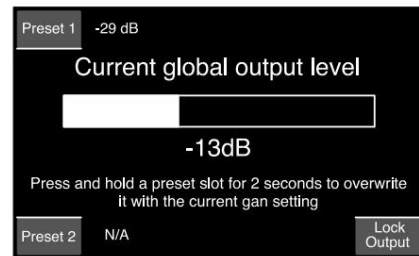 Preset 1 -29 dB
Current global output level
-13dB
Press and hold a preset slot for 2 seconds to overwrite
it with the current gan setting
Preset 2 N/A
Lock
Output